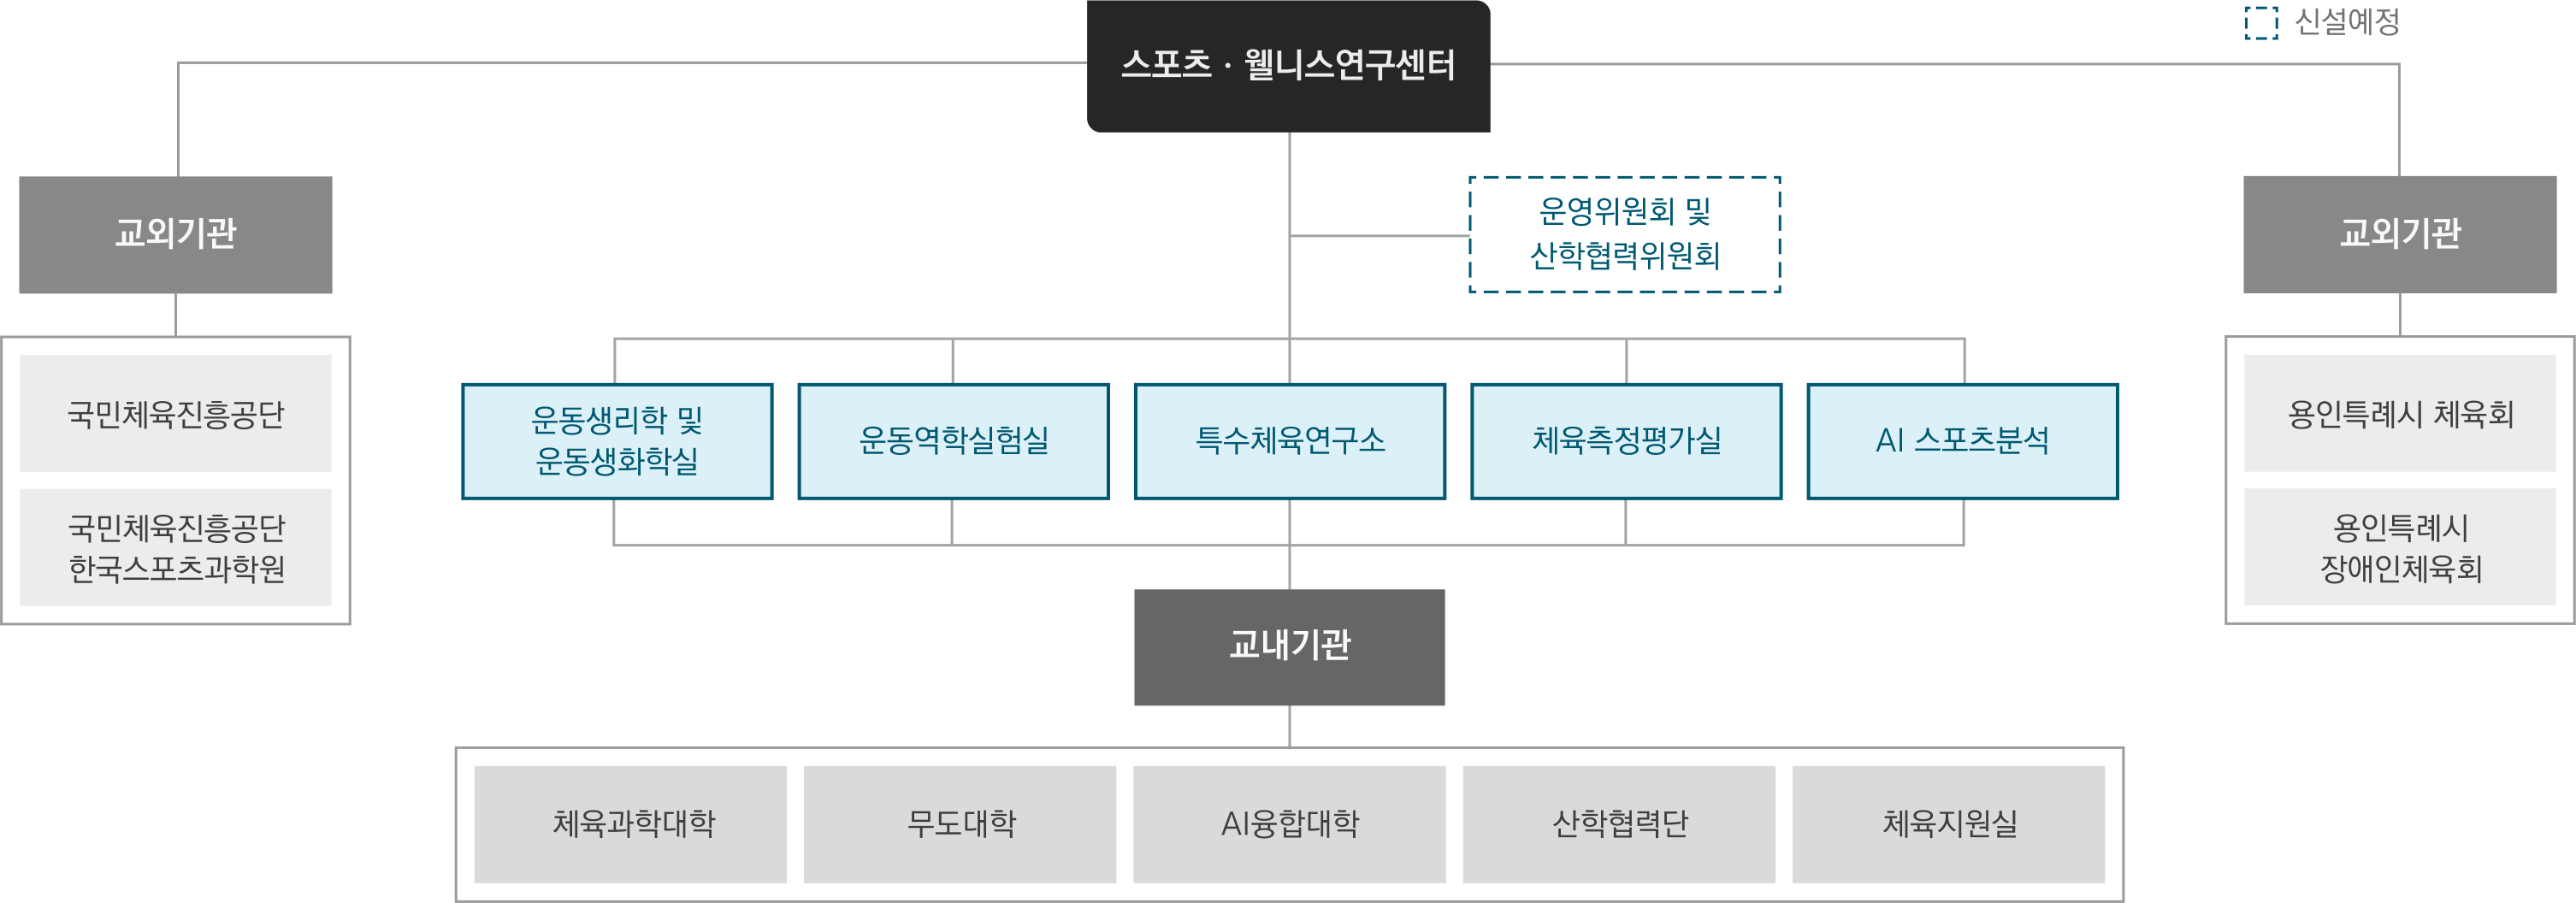 신설예정
스포츠 · 웰니스연구센터
교외기관
운영위원회 및
산학협력위원회
교외기관
국민체육진흥공단
국민체육진흥공단
한국스포츠과학원
운동생리학 및
운동생화학실
운동역학실험실
특수체육연구소
체육측정평가실
AI 스포츠분석
용인특례시 체육회
용인특례시
장애인체육회
교내기관
체육과학대학
무도대학
AI융합대학
산학협력단
체육지원실